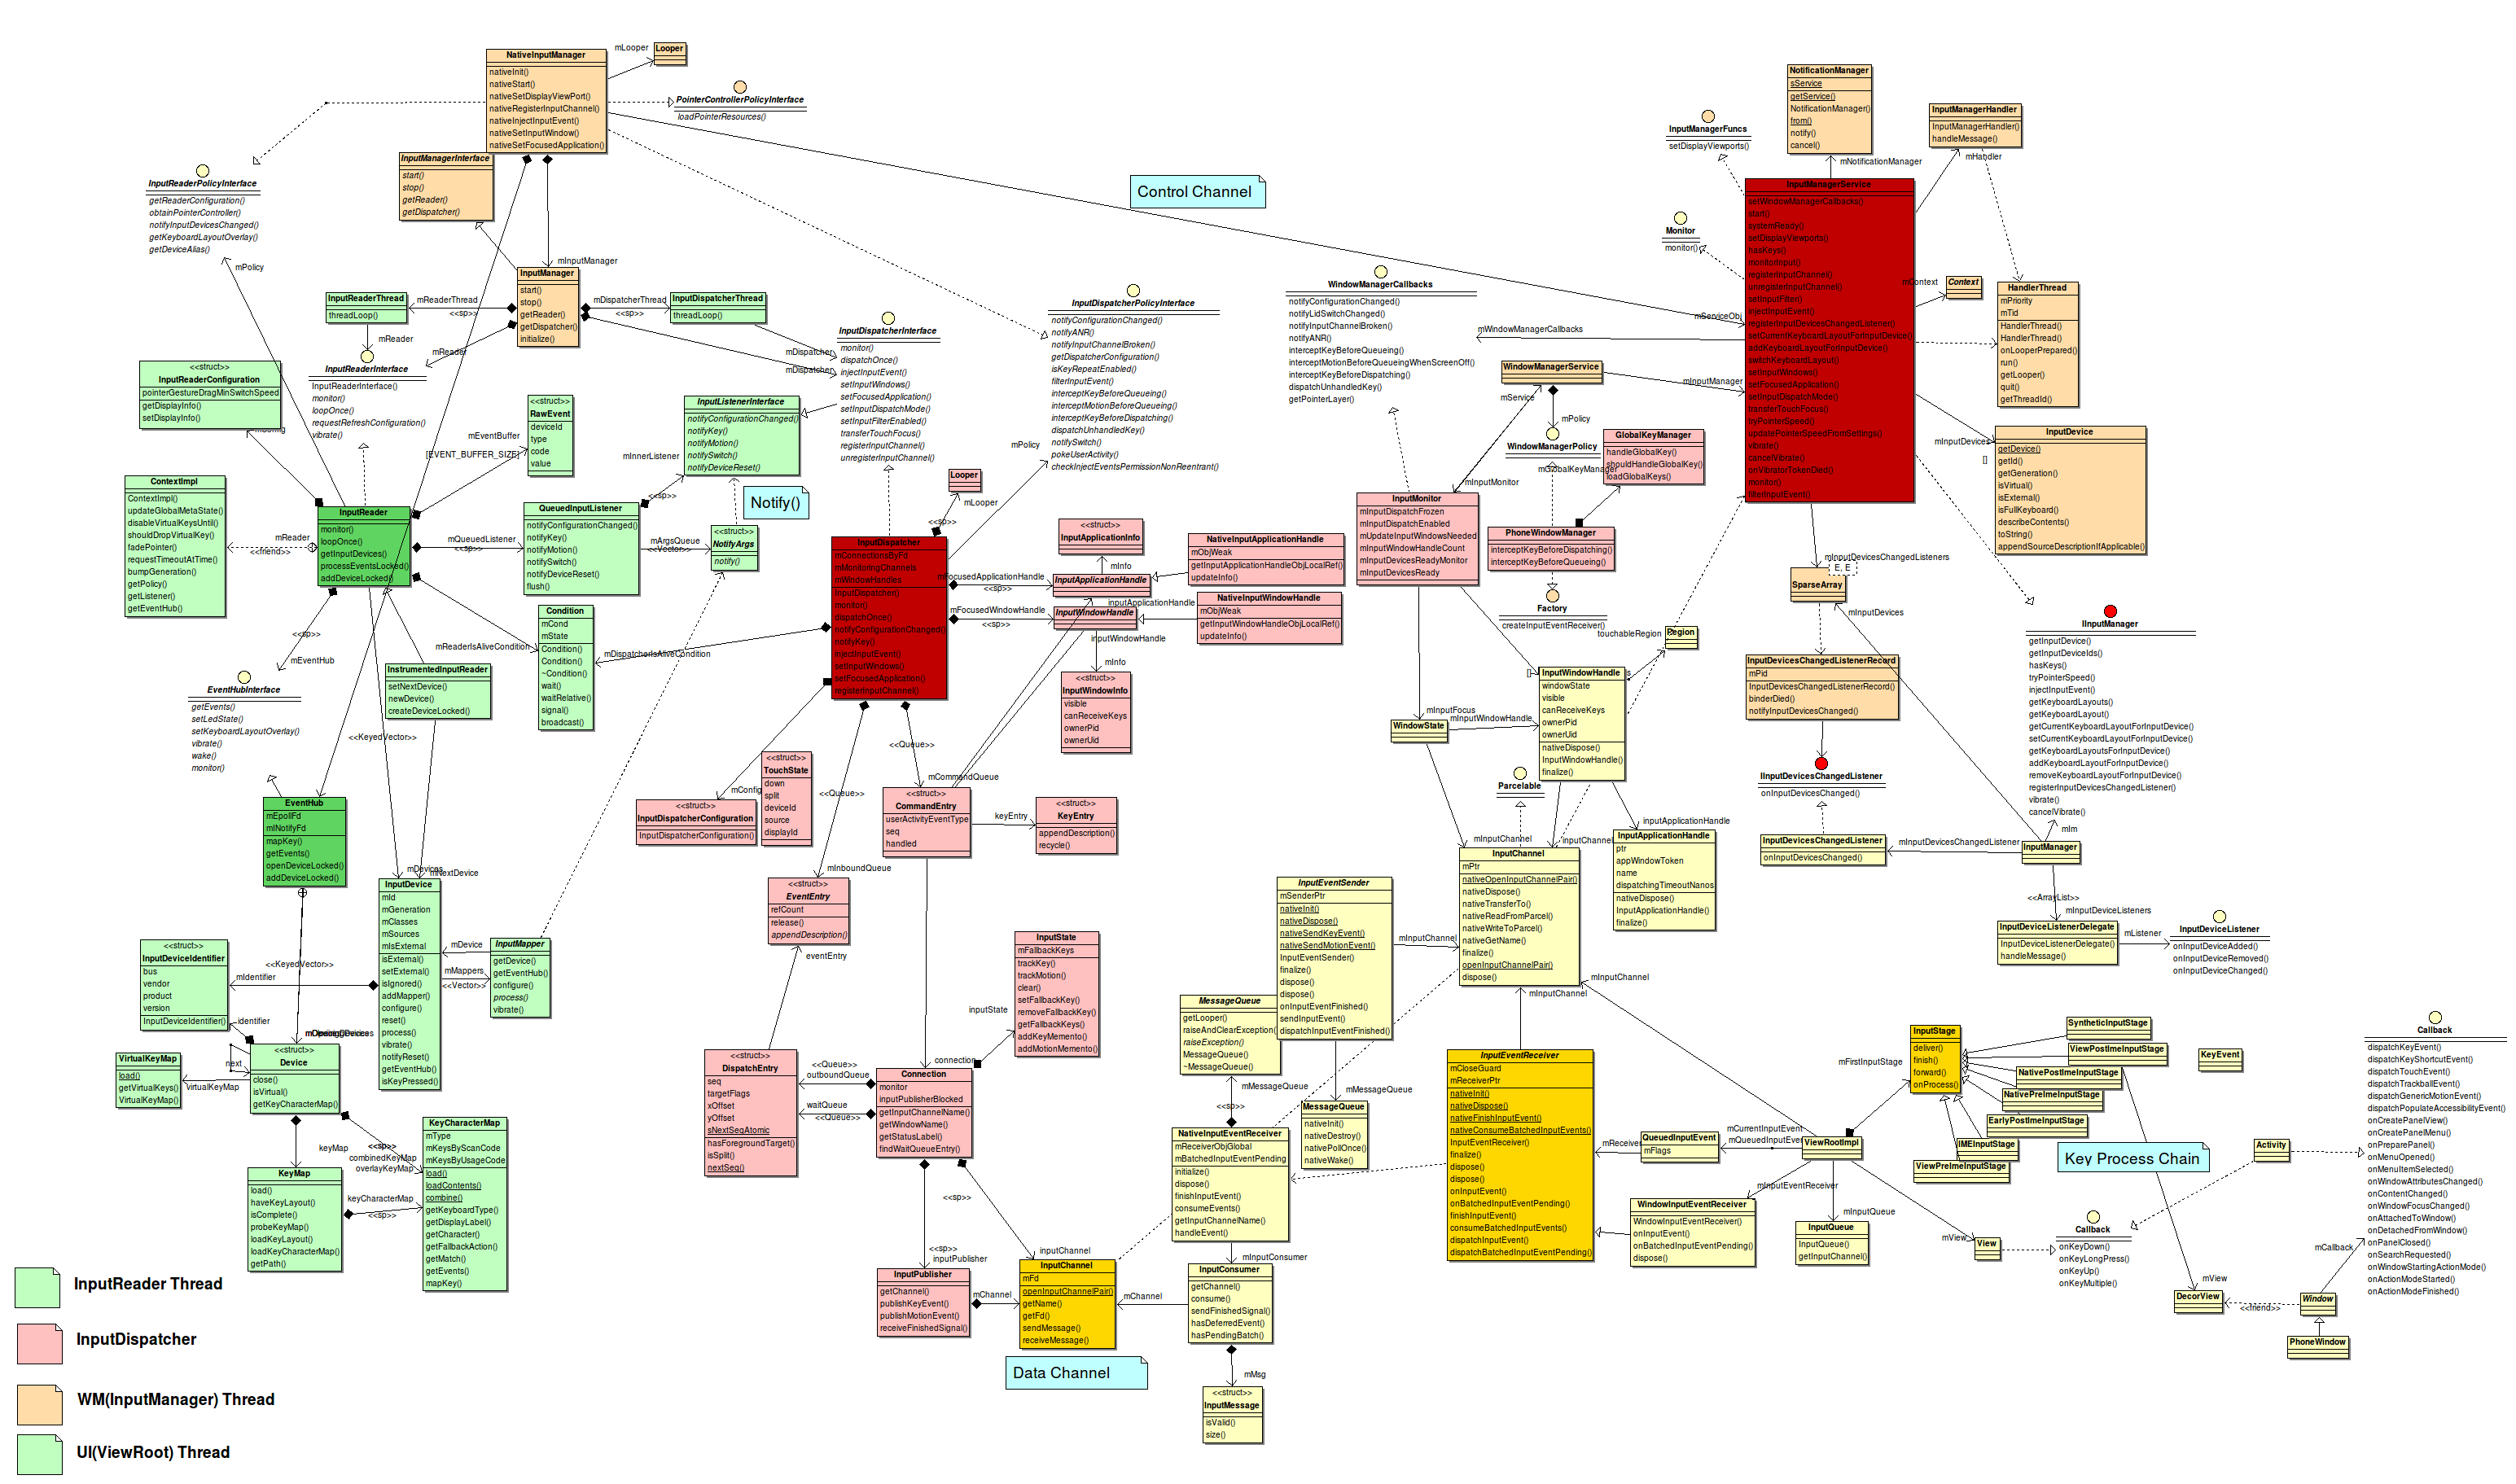 NativeInputManager
nativeInit()
nativeStart()
nativeSetDisplayViewPort()
nativeRegisterInputChannel()
nativeInjectInputEvent()
nativeSetInputWindow()
nativeSetFocusedApplication()
mLooper
Looper
PointerControllerPolicyInterface
loadPointerResources()
InputManagerInterface
start()
stop()
getReader()
getDispatcher()
InputReaderPolicyInterface
getReaderConfiguration()
obtainPointerController()
notifyInputDevicesChanged()
getKeyboardLayoutOverlay()
getDeviceAlias()
mPolicy
mInputManager
InputManager
start()
stop()
getReader()
getDispatcher()
initialize()
InputReaderThread
threadLoop()
mReaderThread
<<sp>>
mDispatcherThread
<<sp>>
InputDispatcherThread
threadLoop()
mReader
mReader
mDispatcher
mDispatcher
InputReaderInterface
InputReaderInterface()
monitor()
loopOnce()
requestRefreshConfiguration()
vibrate()
<<struct>>
InputReaderConfiguration
pointerGestureDragMinSwitchSpeed
getDisplayInfo()
setDisplayInfo()
<<struct>>
RawEvent
deviceId
type
code
value
mEventBuffer
[EVENT_BUFFER_SIZE]
InputListenerInterface
notifyConfigurationChanged()
notifyKey()
notifyMotion()
notifySwitch()
notifyDeviceReset()
mInnerListener
<<sp>>
Notify()
InputDispatcherInterface
monitor()
dispatchOnce()
injectInputEvent()
setInputWindows()
setFocusedApplication()
setInputDispatchMode()
setInputFilterEnabled()
transferTouchFocus()
registerInputChannel()
unregisterInputChannel()
InputDispatcherPolicyInterface
notifyConfigurationChanged()
notifyANR()
notifyInputChannelBroken()
getDispatcherConfiguration()
isKeyRepeatEnabled()
filterInputEvent()
interceptKeyBeforeQueueing()
interceptMotionBeforeQueueing()
interceptKeyBeforeDispatching()
dispatchUnhandledKey()
notifySwitch()
pokeUserActivity()
checkInjectEventsPermissionNonReentrant()
mPolicy
Control Channel
ContextImpl
ContextImpl()
updateGlobalMetaState()
disableVirtualKeysUntil()
shouldDropVirtualKey()
fadePointer()
requestTimeoutAtTime()
bumpGeneration()
getPolicy()
getListener()
getEventHub()
mReader
<<friend>>
InputReader
monitor()
loopOnce()
getInputDevices()
processEventsLocked()
addDeviceLocked()
mQueuedListener
<<sp>>
QueuedInputListener
notifyConfigurationChanged()
notifyKey()
notifyMotion()
notifySwitch()
notifyDeviceReset()
flush()
mArgsQueue
<<Vector>>
<<struct>>
NotifyArgs
notify()
Condition
mCond
mState
Condition()
Condition()
~Condition()
wait()
waitRelative()
signal()
broadcast()
mReaderIsAliveCondition
mDispatcherIsAliveCondition
<<sp>>
mEventHub
EventHubInterface
getEvents()
setLedState()
setKeyboardLayoutOverlay()
vibrate()
wake()
monitor()
InstrumentedInputReader
setNextDevice()
newDevice()
createDeviceLocked()
<<KeyedVector>>
EventHub
mEpollFd
mINotifyFd
mapKey()
getEvents()
openDeviceLocked()
addDeviceLocked()
mDevices
mNextDevice
InputDevice
mId
mGeneration
mClasses
mSources
mIsExternal
isExternal()
setExternal()
isIgnored()
addMapper()
configure()
reset()
process()
vibrate()
notifyReset()
getEventHub()
isKeyPressed()
mDevice
mMappers
<<Vector>>
InputMapper
getDevice()
getEventHub()
configure()
process()
vibrate()
<<struct>>
InputDeviceIdentifier
bus
vendor
product
version
InputDeviceIdentifier()
mIdentifier
<<KeyedVector>>
identifier
next
VirtualKeyMap
load()
getVirtualKeys()
VirtualKeyMap()
virtualKeyMap
<<struct>>
Device
close()
isVirtual()
getKeyCharacterMap()
keyMap
<<sp>>
combinedKeyMap
overlayKeyMap
KeyMap
load()
haveKeyLayout()
isComplete()
probeKeyMap()
loadKeyLayout()
loadKeyCharacterMap()
getPath()
keyCharacterMap
<<sp>>
KeyCharacterMap
mType
mKeysByScanCode
mKeysByUsageCode
load()
loadContents()
combine()
getKeyboardType()
getDisplayLabel()
getCharacter()
getFallbackAction()
getMatch()
getEvents()
mapKey()
Looper
mLooper
<<sp>>
InputDispatcher
mConnectionsByFd
mMonitoringChannels
mWindowHandles
InputDispatcher()
monitor()
dispatchOnce()
notifyConfigurationChanged()
notifyKey()
injectInputEvent()
setInputWindows()
setFocusedApplication()
registerInputChannel()
<<struct>>
InputApplicationInfo
mInfo
mFocusedApplicationHandle
<<sp>>
InputApplicationHandle
inputApplicationHandle
mFocusedWindowHandle
<<sp>>
InputWindowHandle
inputWindowHandle
NativeInputApplicationHandle
mObjWeak
getInputApplicationHandleObjLocalRef()
updateInfo()
NativeInputWindowHandle
mObjWeak
getInputWindowHandleObjLocalRef()
updateInfo()
mInfo
<<struct>>
InputWindowInfo
visible
canReceiveKeys
ownerPid
ownerUid
<<Queue>>
mCommandQueue
mConfig
<<Queue>>
<<struct>>
TouchState
down
split
deviceId
source
displayId
<<struct>>
InputDispatcherConfiguration
InputDispatcherConfiguration()
<<struct>>
CommandEntry
userActivityEventType
seq
handled
keyEntry
<<struct>>
KeyEntry
appendDescription()
recycle()
mInboundQueue
<<struct>>
EventEntry
refCount
release()
appendDescription()
eventEntry
InputState
mFallbackKeys
trackKey()
trackMotion()
clear()
setFallbackKey()
removeFallbackKey()
getFallbackKeys()
addKeyMemento()
addMotionMemento()
inputState
connection
<<struct>>
DispatchEntry
seq
targetFlags
xOffset
yOffset
sNextSeqAtomic
hasForegroundTarget()
isSplit()
nextSeq()
<<Queue>>
outboundQueue
waitQueue
<<Queue>>
Connection
monitor
inputPublisherBlocked
getInputChannelName()
getWindowName()
getStatusLabel()
findWaitQueueEntry()
<<sp>>
<<sp>>
inputPublisher
inputChannel
InputPublisher
getChannel()
publishKeyEvent()
publishMotionEvent()
receiveFinishedSignal()
mChannel
InputChannel
mFd
openInputChannelPair()
getName()
getFd()
sendMessage()
receiveMessage()
mChannel
Data Channel
InputManagerFuncs
setDisplayViewports()
Monitor
monitor()
NotificationManager
sService
getService()
NotificationManager()
from()
notify()
cancel()
mNotificationManager
InputManagerHandler
InputManagerHandler()
handleMessage()
mHandler
InputManagerService
setWindowManagerCallbacks()
start()
systemReady()
setDisplayViewports()
hasKeys()
monitorInput()
registerInputChannel()
unregisterInputChannel()
setInputFilter()
injectInputEvent()
registerInputDevicesChangedListener()
setCurrentKeyboardLayoutForInputDevice()
addKeyboardLayoutForInputDevice()
switchKeyboardLayout()
setInputWindows()
setFocusedApplication()
setInputDispatchMode()
transferTouchFocus()
tryPointerSpeed()
updatePointerSpeedFromSettings()
vibrate()
cancelVibrate()
onVibratorTokenDied()
monitor()
filterInputEvent()
mServiceObj
mContext
Context
HandlerThread
mPriority
mTid
HandlerThread()
HandlerThread()
onLooperPrepared()
run()
getLooper()
quit()
getThreadId()
WindowManagerCallbacks
notifyConfigurationChanged()
notifyLidSwitchChanged()
notifyInputChannelBroken()
notifyANR()
interceptKeyBeforeQueueing()
interceptMotionBeforeQueueingWhenScreenOff()
interceptKeyBeforeDispatching()
dispatchUnhandledKey()
getPointerLayer()
mWindowManagerCallbacks
WindowManagerService
mInputManager
mService
mPolicy
WindowManagerPolicy
GlobalKeyManager
handleGlobalKey()
shouldHandleGlobalKey()
loadGlobalKeys()
mGlobalKeyManager
mInputMonitor
InputMonitor
mInputDispatchFrozen
mInputDispatchEnabled
mUpdateInputWindowsNeeded
mInputWindowHandleCount
mInputDevicesReadyMonitor
mInputDevicesReady
PhoneWindowManager
interceptKeyBeforeDispatching()
interceptKeyBeforeQueueing()
Factory
createInputEventReceiver()
touchableRegion
Region
mInputDevices
[]
InputDevice
getDevice()
getId()
getGeneration()
isVirtual()
isExternal()
isFullKeyboard()
describeContents()
toString()
appendSourceDescriptionIfApplicable()
mInputDevicesChangedListeners
E, E
SparseArray
mInputDevices
InputDevicesChangedListenerRecord
mPid
InputDevicesChangedListenerRecord()
binderDied()
notifyInputDevicesChanged()
IInputManager
getInputDevice()
getInputDeviceIds()
hasKeys()
tryPointerSpeed()
injectInputEvent()
getKeyboardLayouts()
getKeyboardLayout()
getCurrentKeyboardLayoutForInputDevice()
setCurrentKeyboardLayoutForInputDevice()
getKeyboardLayoutsForInputDevice()
addKeyboardLayoutForInputDevice()
removeKeyboardLayoutForInputDevice()
registerInputDevicesChangedListener()
vibrate()
cancelVibrate()
mIm
IInputDevicesChangedListener
onInputDevicesChanged()
InputDevicesChangedListener
onInputDevicesChanged()
mInputDevicesChangedListener
InputManager
<<ArrayList>>
mInputDeviceListeners
InputDeviceListenerDelegate
InputDeviceListenerDelegate()
handleMessage()
mListener
InputDeviceListener
onInputDeviceAdded()
onInputDeviceRemoved()
onInputDeviceChanged()
[]
InputWindowHandle
windowState
visible
canReceiveKeys
ownerPid
ownerUid
nativeDispose()
InputWindowHandle()
finalize()
mInputFocus
mInputWindowHandle
WindowState
Parcelable
mInputChannel
inputChannel
inputApplicationHandle
InputApplicationHandle
ptr
appWindowToken
name
dispatchingTimeoutNanos
nativeDispose()
InputApplicationHandle()
finalize()
InputChannel
mPtr
nativeOpenInputChannelPair()
nativeDispose()
nativeTransferTo()
nativeReadFromParcel()
nativeWriteToParcel()
nativeGetName()
finalize()
openInputChannelPair()
dispose()
mInputChannel
mInputChannel
mInputChannel
InputEventSender
mSenderPtr
nativeInit()
nativeDispose()
nativeSendKeyEvent()
nativeSendMotionEvent()
InputEventSender()
finalize()
dispose()
dispose()
onInputEventFinished()
sendInputEvent()
dispatchInputEventFinished()
MessageQueue
getLooper()
raiseAndClearException()
raiseException()
MessageQueue()
~MessageQueue()
mMessageQueue
<<sp>>
mMessageQueue
MessageQueue
nativeInit()
nativeDestroy()
nativePollOnce()
nativeWake()
NativeInputEventReceiver
mReceiverObjGlobal
mBatchedInputEventPending
initialize()
dispose()
finishInputEvent()
consumeEvents()
getInputChannelName()
handleEvent()
mInputConsumer
InputConsumer
getChannel()
consume()
sendFinishedSignal()
hasDeferredEvent()
hasPendingBatch()
mMsg
<<struct>>
InputMessage
isValid()
size()
InputEventReceiver
mCloseGuard
mReceiverPtr
nativeInit()
nativeDispose()
nativeFinishInputEvent()
nativeConsumeBatchedInputEvents()
InputEventReceiver()
finalize()
dispose()
dispose()
onInputEvent()
onBatchedInputEventPending()
finishInputEvent()
consumeBatchedInputEvents()
dispatchInputEvent()
dispatchBatchedInputEventPending()
mReceiver
QueuedInputEvent
mFlags
mCurrentInputEvent
ViewRootImpl
mInputEventReceiver
WindowInputEventReceiver
WindowInputEventReceiver()
onInputEvent()
onBatchedInputEventPending()
dispose()
mInputQueue
InputQueue
InputQueue()
getInputChannel()
mView
View
mFirstInputStage
InputStage
deliver()
finish()
forward()
onProcess()
SyntheticInputStage
ViewPostImeInputStage
NativePostImeInputStage
NativePreImeInputStage
EarlyPostImeInputStage
IMEInputStage
ViewPreImeInputStage
KeyEvent
Key Process Chain
Activity
Callback
onKeyDown()
onKeyLongPress()
onKeyUp()
onKeyMultiple()
Callback
dispatchKeyEvent()
dispatchKeyShortcutEvent()
dispatchTouchEvent()
dispatchTrackballEvent()
dispatchGenericMotionEvent()
dispatchPopulateAccessibilityEvent()
onCreatePanelView()
onCreatePanelMenu()
onPreparePanel()
onMenuOpened()
onMenuItemSelected()
onWindowAttributesChanged()
onContentChanged()
onWindowFocusChanged()
onAttachedToWindow()
onDetachedFromWindow()
onPanelClosed()
onSearchRequested()
onWindowStartingActionMode()
onActionModeStarted()
onActionModeFinished()
mCallback
mView
DecorView
<<friend>>
Window
PhoneWindow
InputReader Thread
InputDispatcher
WM(InputManager) Thread
UI(ViewRoot) Thread